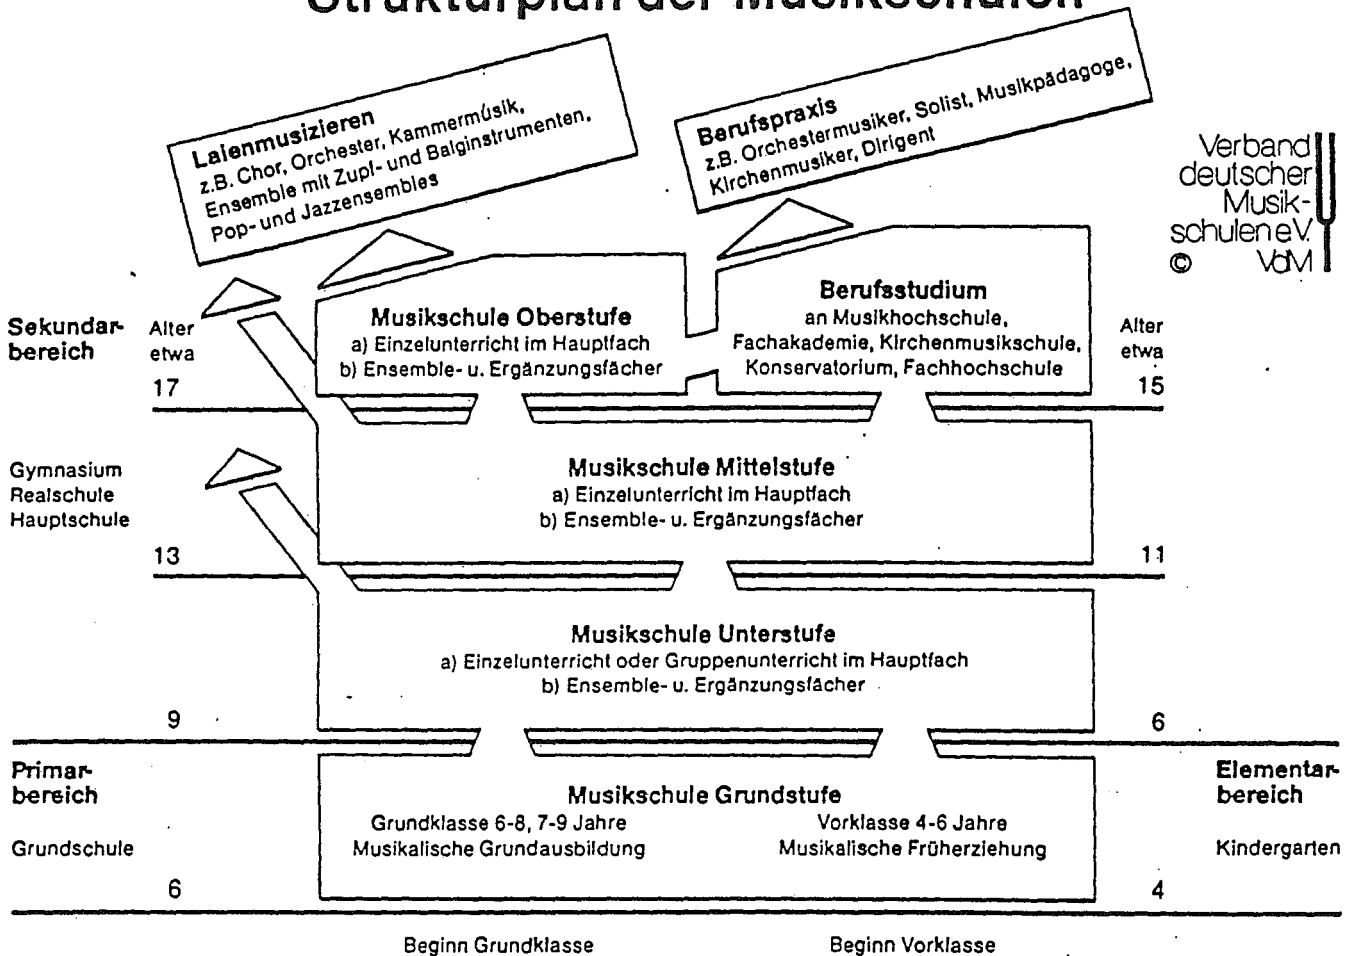 Strukturplan der Musikschulen
Laienmusizieren
z.B. Chor, Orchester, Kammermusik,
Ensemble mit Zupf- und Balginstrumenten,
Pop- und Jazzensembles
Berufspraxis
z.B. Orchestermusiker, Solist, Musikpädagoge,
Kirchenmusiker, Dirigent
Verband
deutscher
Musik-
schulen e.V.
© VdM
Sekundar-
bereich
Alter
etwa
17
Musikschule Oberstufe
a) Einzelunterricht im Hauptfach
b) Ensemble- u. Ergänzungsfächer
Berufsstudium
an Musikhochschule,
Fachakademie, Kirchenmusikschule,
Konservatorium, Fachhochschule
Alter
etwa
15
Gymnasium
Realschule
Hauptschule
13
Musikschule Mittelstufe
a) Einzelunterricht im Hauptfach
b) Ensemble- u. Ergänzungsfächer
11
Musikschule Unterstufe
a) Einzelunterricht oder Gruppenunterricht im Hauptfach
b) Ensemble- u. Ergänzungsfächer
9
6
Primar-
bereich
Grundschule
6
Musikschule Grundstufe
Grundklasse 6-8, 7-9 Jahre
Musikalische Grundausbildung
Vorklasse 4-6 Jahre
Musikalische Früherziehung
Elementar-
bereich
Kindergarten
4
Beginn Grundklasse
Beginn Vorklasse